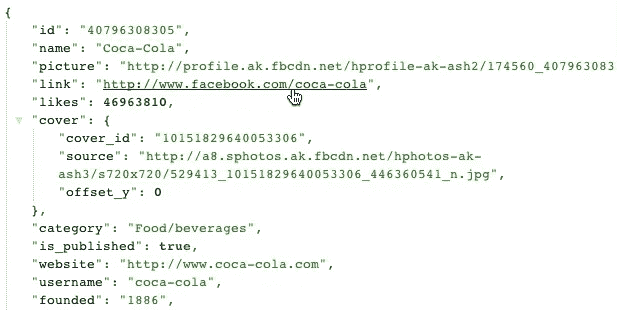 {
"id": "40796308305",
"name": "Coca-Cola",
"picture": "http://profile.ak.fbcdn.net/hprofile-ak-ash2/174560_407963083
"link": "http://www.facebook.com/coca-cola",
"likes": 46963810,
"cover": {
"cover_id": "10151829640053306",
"source": "http://a8.sphotos.ak.fbcdn.net/hphotos-ak-
ash3/s720x720/529413_10151829640053306_446360541_n.jpg",
"offset_y": 0
},
"category": "Food/beverages",
"is_published": true,
"website": "http://www.coca-cola.com",
"username": "coca-cola",
"founded": "1886",